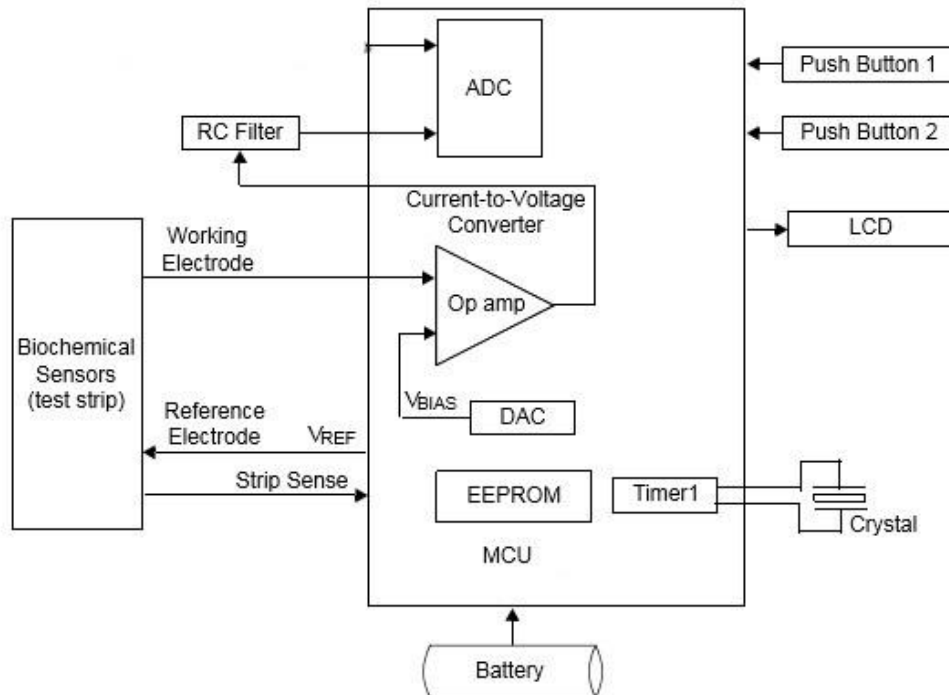 ADC
Push Button 1
RC Filter
Push Button 2
Current-to-Voltage
Converter
LCD
Working
Electrode
Op amp
Biochemical
Sensors
(test strip)
VBIAS
DAC
Reference
Electrode
VREF
Strip Sense
EEPROM
Timer1
Crystal
MCU
Battery